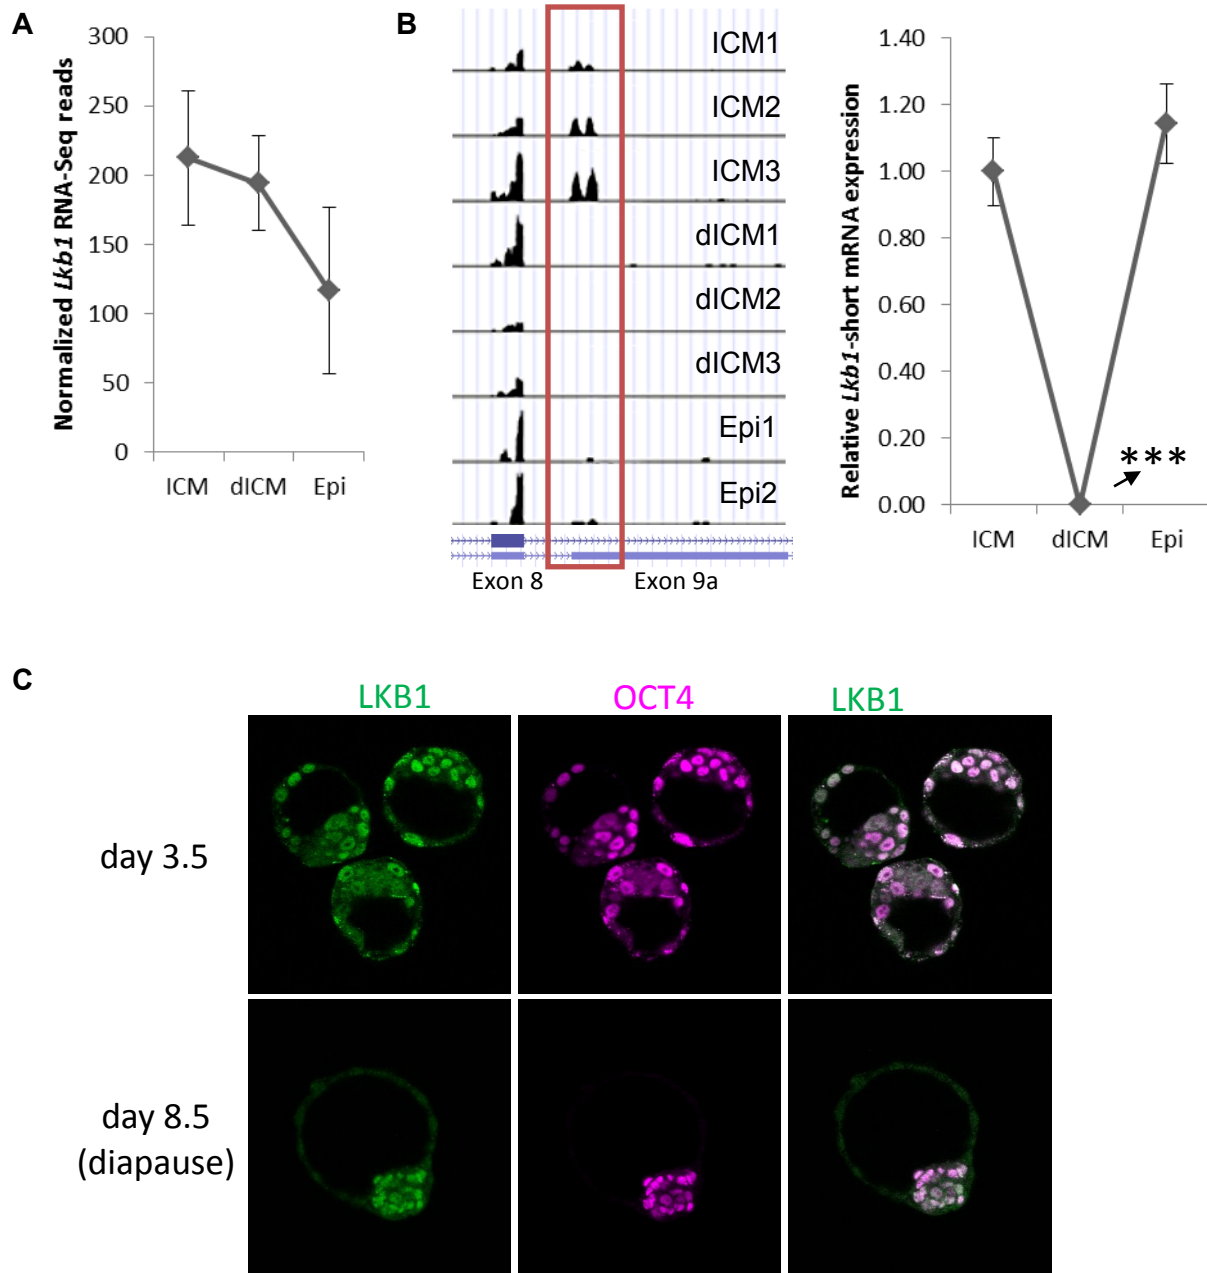 A
Normalized Lkb1 RNA-Seq reads
300
250
200
150
100
50
0
ICM dICM Epi
B
ICM1
ICM2
ICM3
dICM1
dICM2
dICM3
Epi1
Epi2
Exon 8 Exon 9a
Relative Lkb1-short mRNA expression
1.40
1.20
1.00
0.80
0.60
0.40
0.20
0.00
***
ICM dICM Epi
C
LKB1 OCT4 LKB1
day 3.5
day 8.5
(diapause)